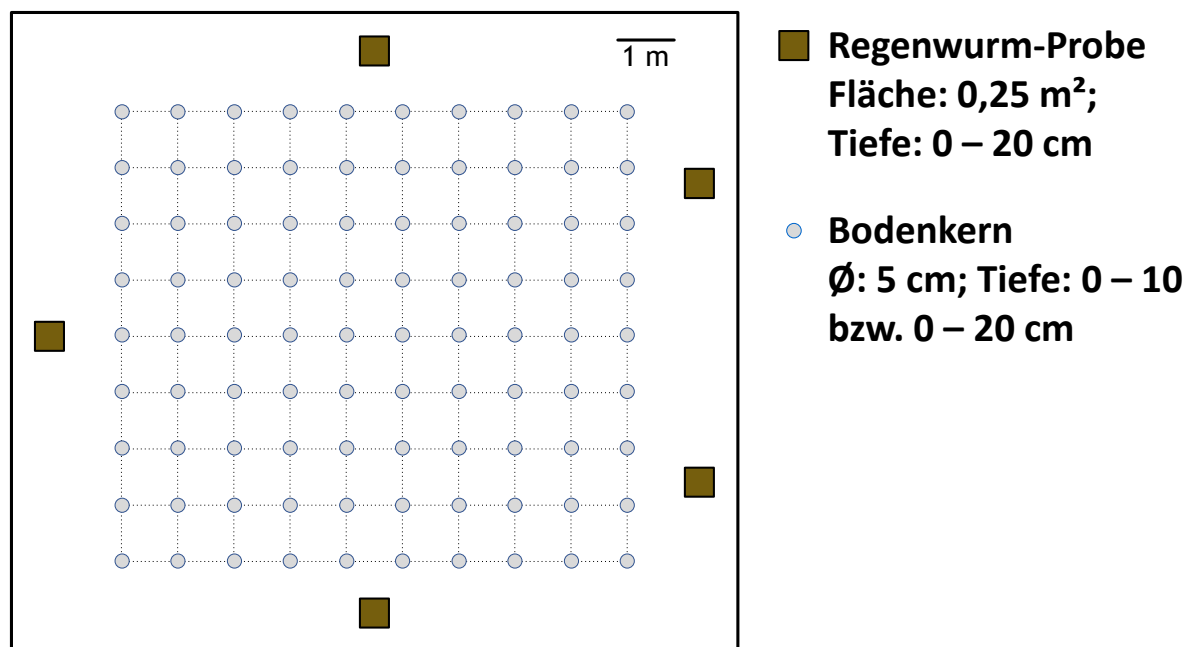 1 m
Regenwurm-Probe
Fläche: 0,25 m²;
Tiefe: 0 – 20 cm
Bodenkern
Ø: 5 cm; Tiefe: 0 – 10
bzw. 0 – 20 cm